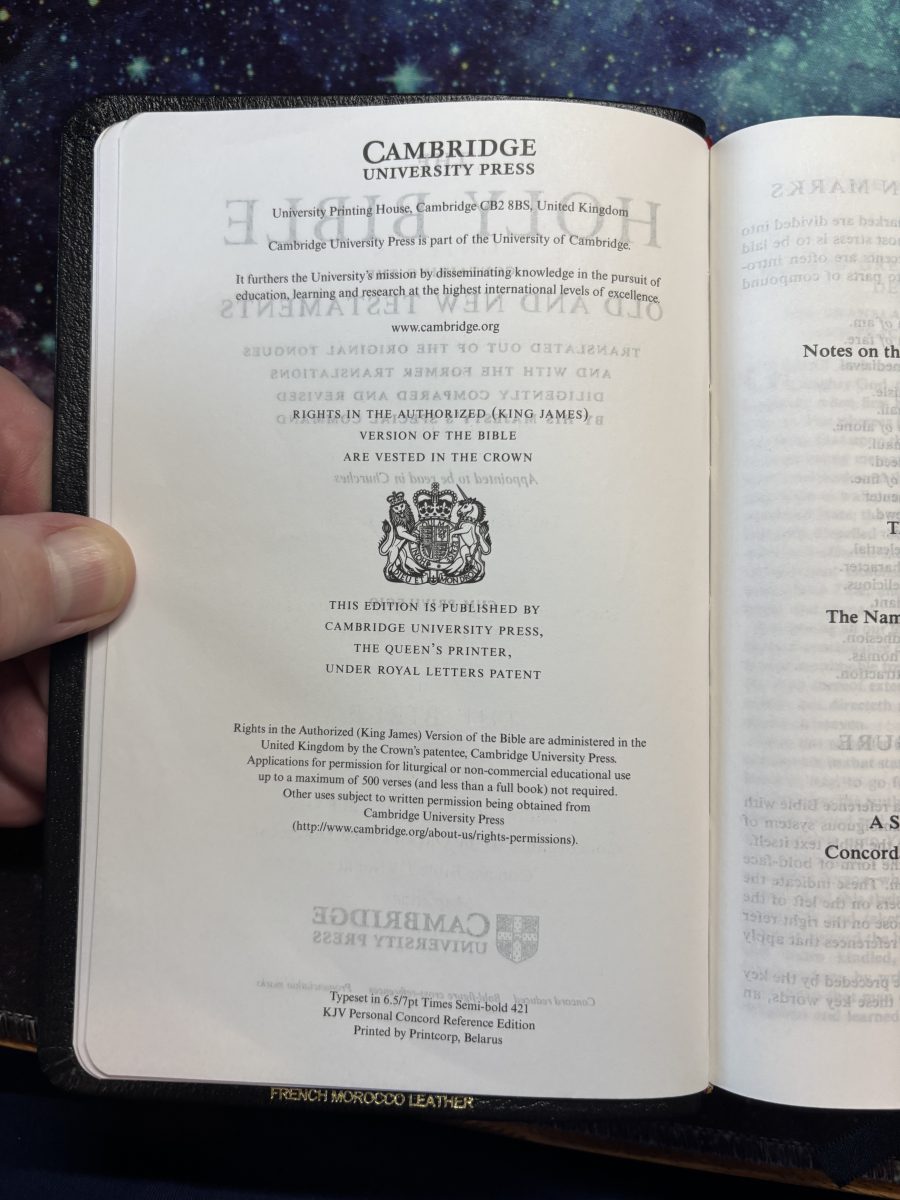 CAMBRIDGE
UNIVERSITY PRESS
University Printing House, Cambridge CB2 8BS, United Kingdom
Cambridge University Press is part of the University of Cambridge.
It furthers the University's mission by disseminating knowledge in the pursuit of
education, learning and research at the highest international levels of excellence.
www.cambridge.org
RIGHTS IN THE AUTHORIZED (KING JAMES)
VERSION OF THE BIBLE
ARE VESTED IN THE CROWN
DIEU ET MON DROIT
THIS EDITION IS PUBLISHED BY
CAMBRIDGE UNIVERSITY PRESS,
THE QUEEN'S PRINTER,
UNDER ROYAL LETTERS PATENT
Rights in the Authorized (King James) Version of the Bible are administered in the
United Kingdom by the Crown's patentee, Cambridge University Press.
Applications for permission for liturgical or non-commercial educational use
up to a maximum of 500 verses (and less than a full book) not required.
Other uses subject to written permission being obtained from
Cambridge University Press
(http://www.cambridge.org/about-us/rights-permissions).
Typeset in 6.5/7pt Times Semi-bold 421
KJV Personal Concord Reference Edition
Printed by Printcorp, Belarus
FRENCH MOROCCO LEATHER
Notes on th
T
The Nam
A S
Concord